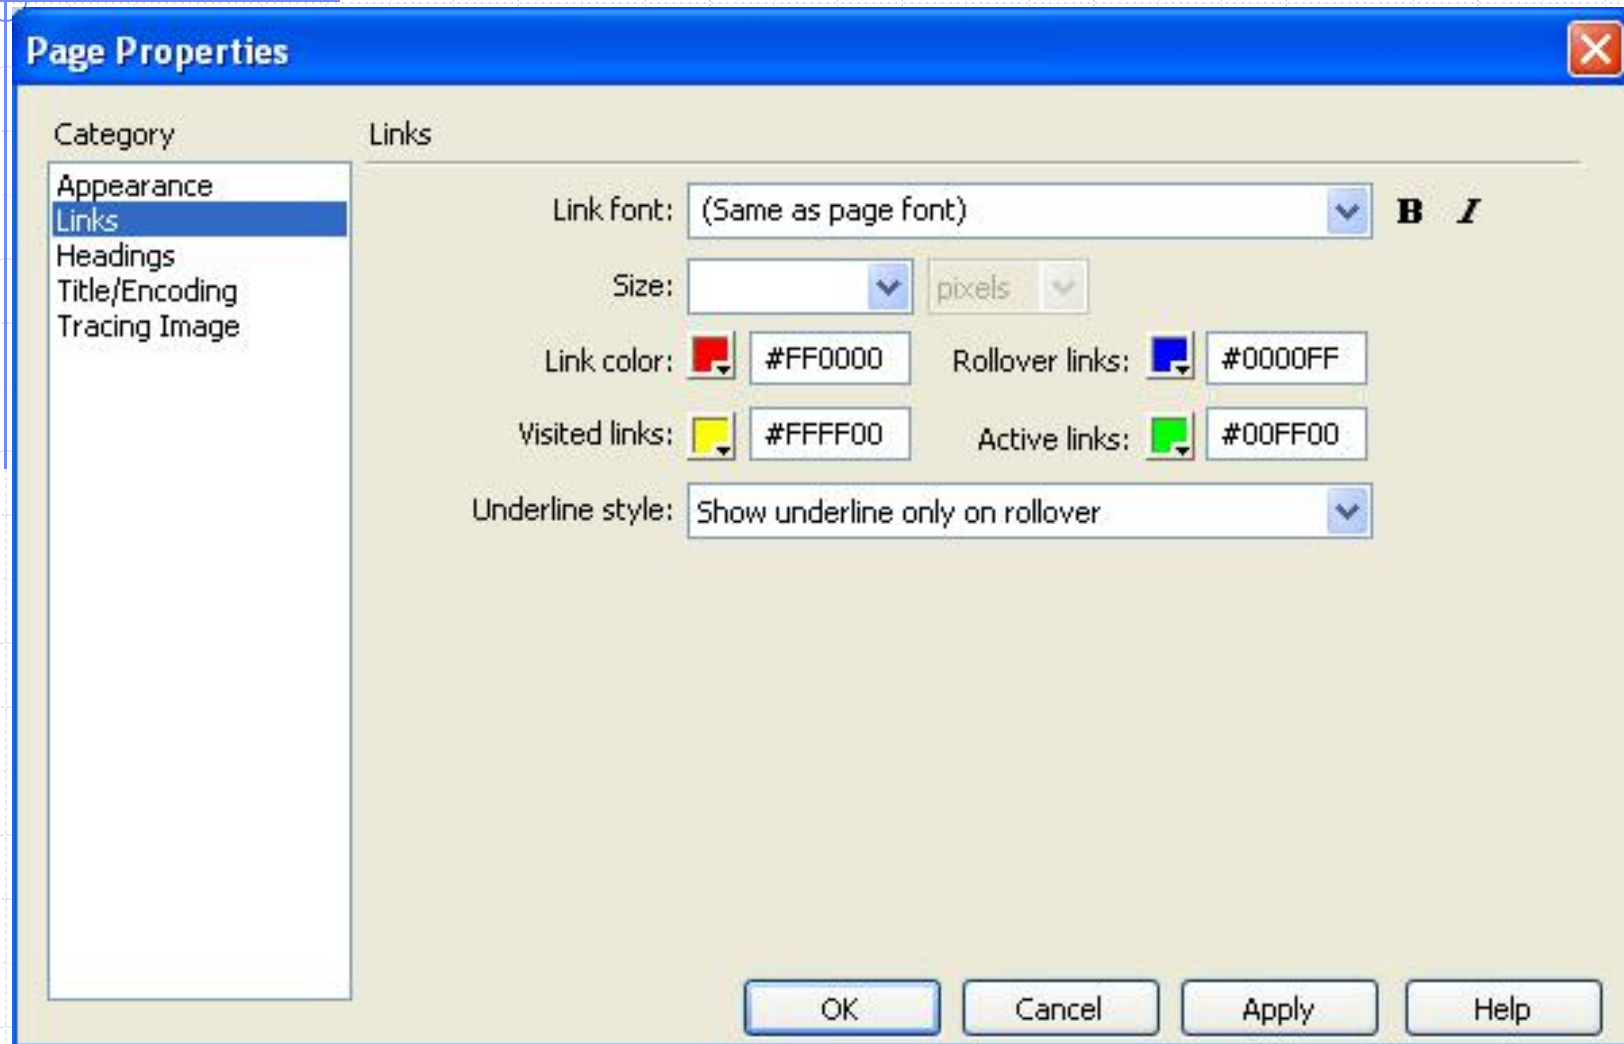 Page Properties
Category
Appearance
Links
Headings
Title/Encoding
Tracing Image
Links
Link font: (Same as page font) B I
Size: pixels
Link color: #FF0000 Rollover links: #0000FF
Visited links: #FFFF00 Active links: #00FF00
Underline style: Show underline only on rollover
OK Cancel Apply Help